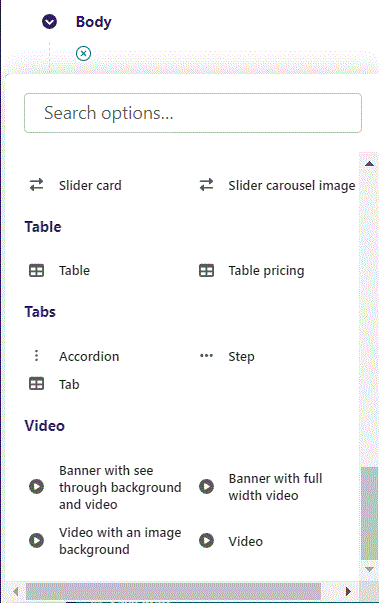 Body
Search options...
Slider card
Slider carousel image
Table
Table
Table pricing
Tabs
Accordion
Step
Tab
Video
Banner with see
through background
and video
Banner with full
width video
Video with an image
background
Video